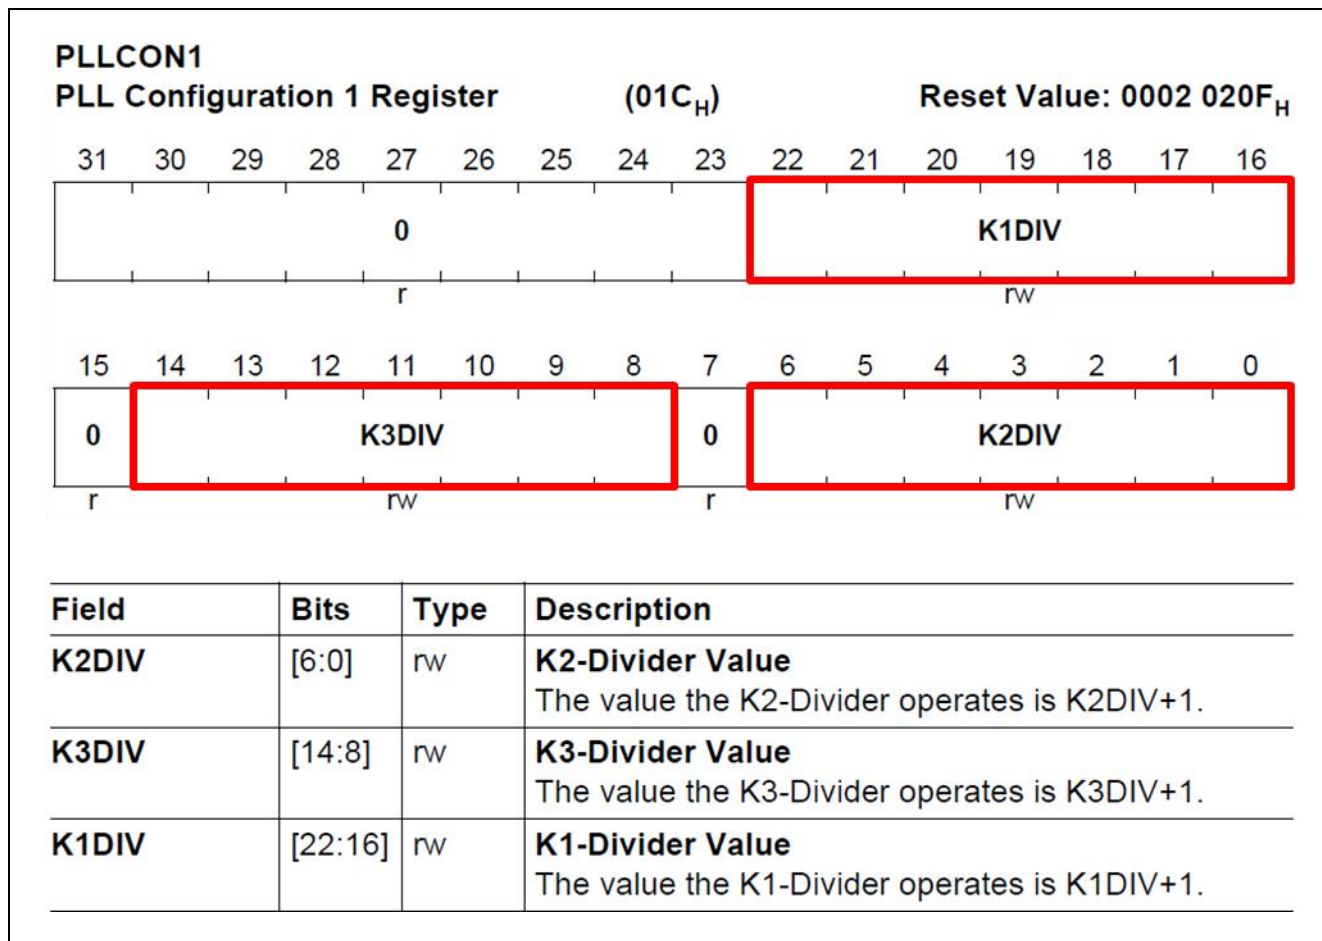 PLLCON1
PLL Configuration 1 Register (01CH) Reset Value: 0002 020FH
31 30 29 28 27 26 25 24 23 22 21 20 19 18 17 16
0 K1DIV
r rw
15 14 13 12 11 10 9 8 7 6 5 4 3 2 1 0
0 K3DIV 0 K2DIV
r rw r rw
Field Bits Type Description
K2DIV [6:0] rw K2-Divider Value
The value the K2-Divider operates is K2DIV+1.
K3DIV [14:8] rw K3-Divider Value
The value the K3-Divider operates is K3DIV+1.
K1DIV [22:16] rw K1-Divider Value
The value the K1-Divider operates is K1DIV+1.